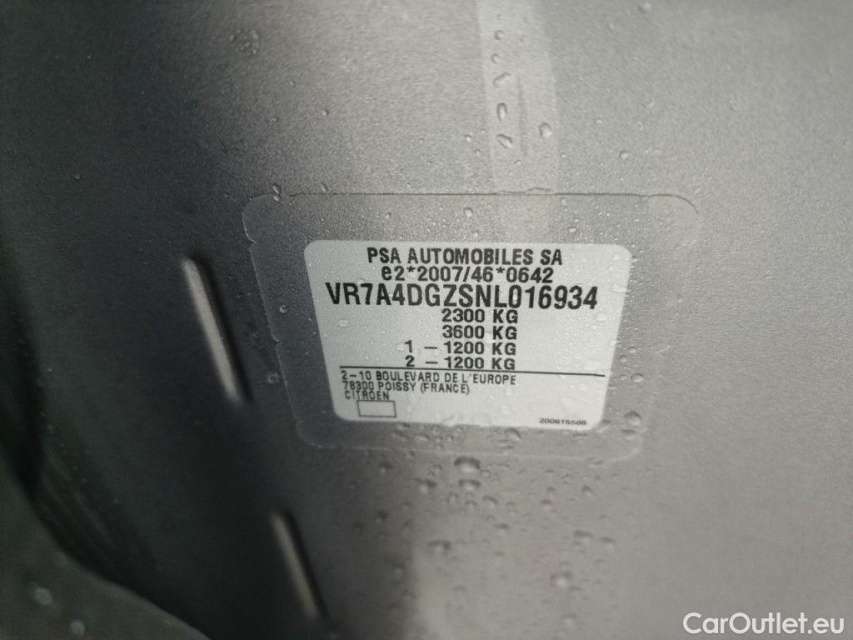 PSA AUTOMOBILES SA
e2*2007/46*0642
VR7A4DGZSNL016934
2300 KG
3600 KG
1 - 1200 KG
2 - 1200 KG
2-10 BOULEVARD DE L'EUROPE
78300 POISSY (FRANCE)
CITROEN
CarOutlet.eu